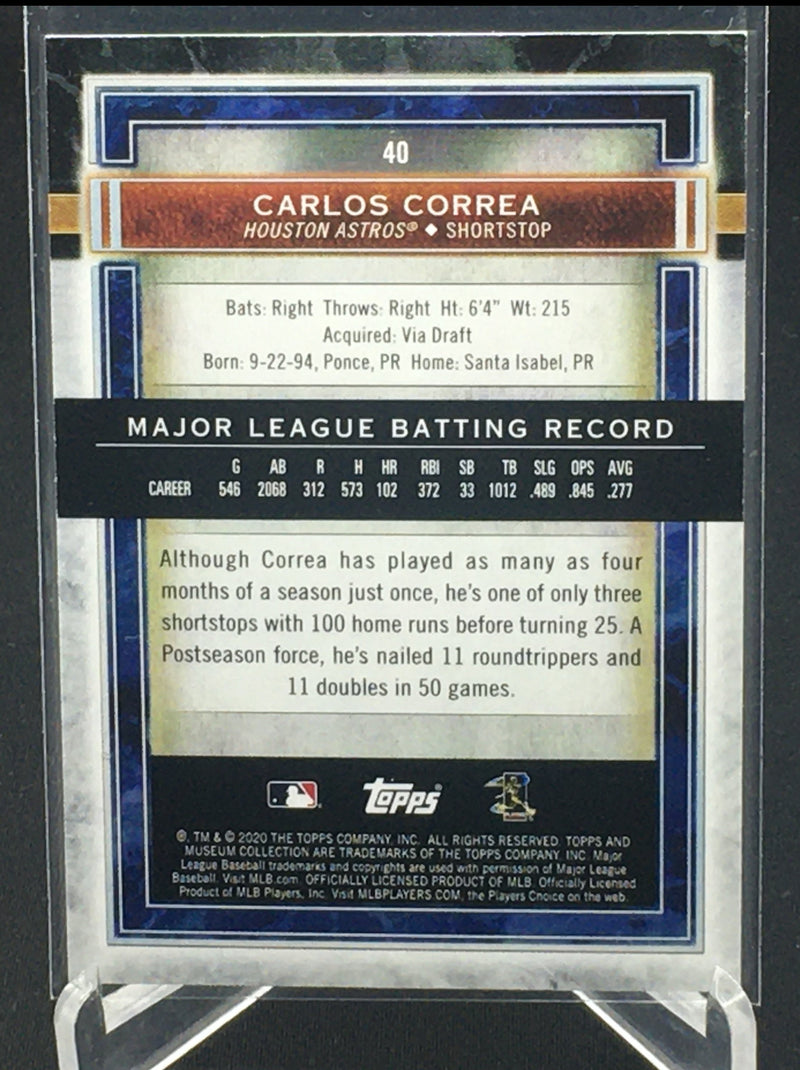 40
CARLOS CORREA
HOUSTON ASTROS® ◆ SHORTSTOP
Bats: Right Throws: Right Ht: 6'4" Wt: 215
Acquired: Via Draft
Born: 9-22-94, Ponce, PR Home: Santa Isabel, PR
MAJOR LEAGUE BATTING RECORD
G AB R H HR RBI SB TB SLG OPS AVG
CAREER 546 2068 312 573 102 372 33 1012 .489 .845 .277
Although Correa has played as many as four
months of a season just once, he's one of only three
shortstops with 100 home runs before turning 25. A
Postseason force, he's nailed 11 roundtrippers and
11 doubles in 50 games.
Topps
®, TM & © 2020 THE TOPPS COMPANY, INC. ALL RIGHTS RESERVED. TOPPS AND
MUSEUM COLLECTION ARE TRADEMARKS OF THE TOPPS COMPANY, INC. Major
League Baseball trademarks and copyrights are used with permission of Major League
Baseball. Visit MLB.com. OFFICIALLY LICENSED PRODUCT OF MLB. Officially Licensed
Product of MLB Players, Inc. Visit MLBPLAYERS.COM, the Players Choice on the web.